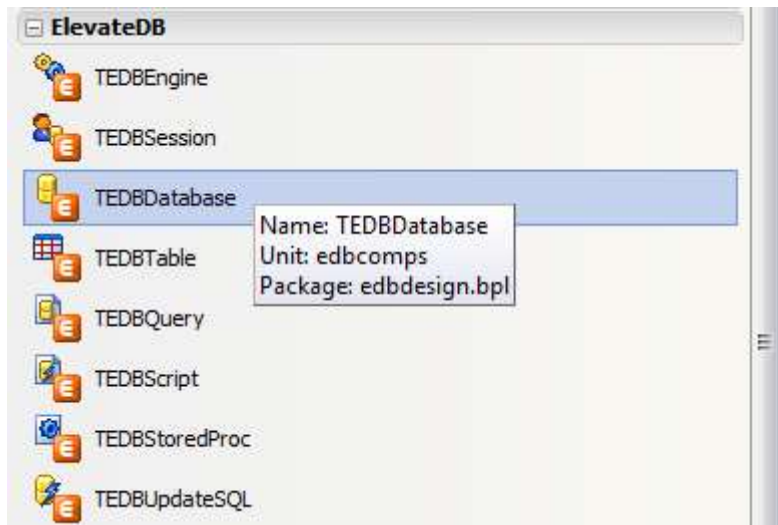 ElevateDB
TEDBEngine
TEDBSession
TEDBDatabase
Name: TEDBDatabase
Unit: edbcomps
Package: edbdesign.bpl
TEDBTable
TEDBQuery
TEDBScript
TEDBStoredProc
TEDBUpdateSQL